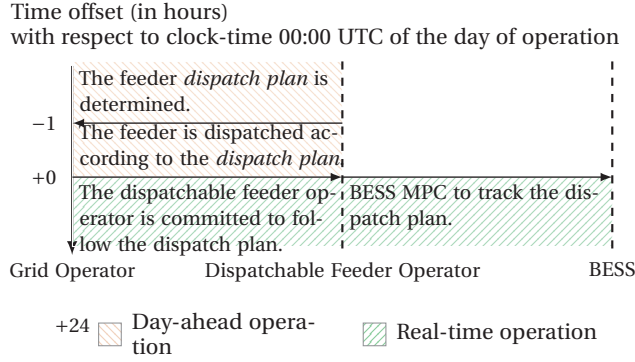 Time offset (in hours)
with respect to clock-time 00:00 UTC of the day of operation
The feeder dispatch plan is
determined.
−1
The feeder is dispatched ac-
cording to the dispatch plan
+0
The dispatchable feeder op-
erator is committed to fol-
low the dispatch plan.
BESS MPC to track the dis-
patch plan.
Grid Operator
Dispatchable Feeder Operator
BESS
+24
Day-ahead opera-
tion
Real-time operation